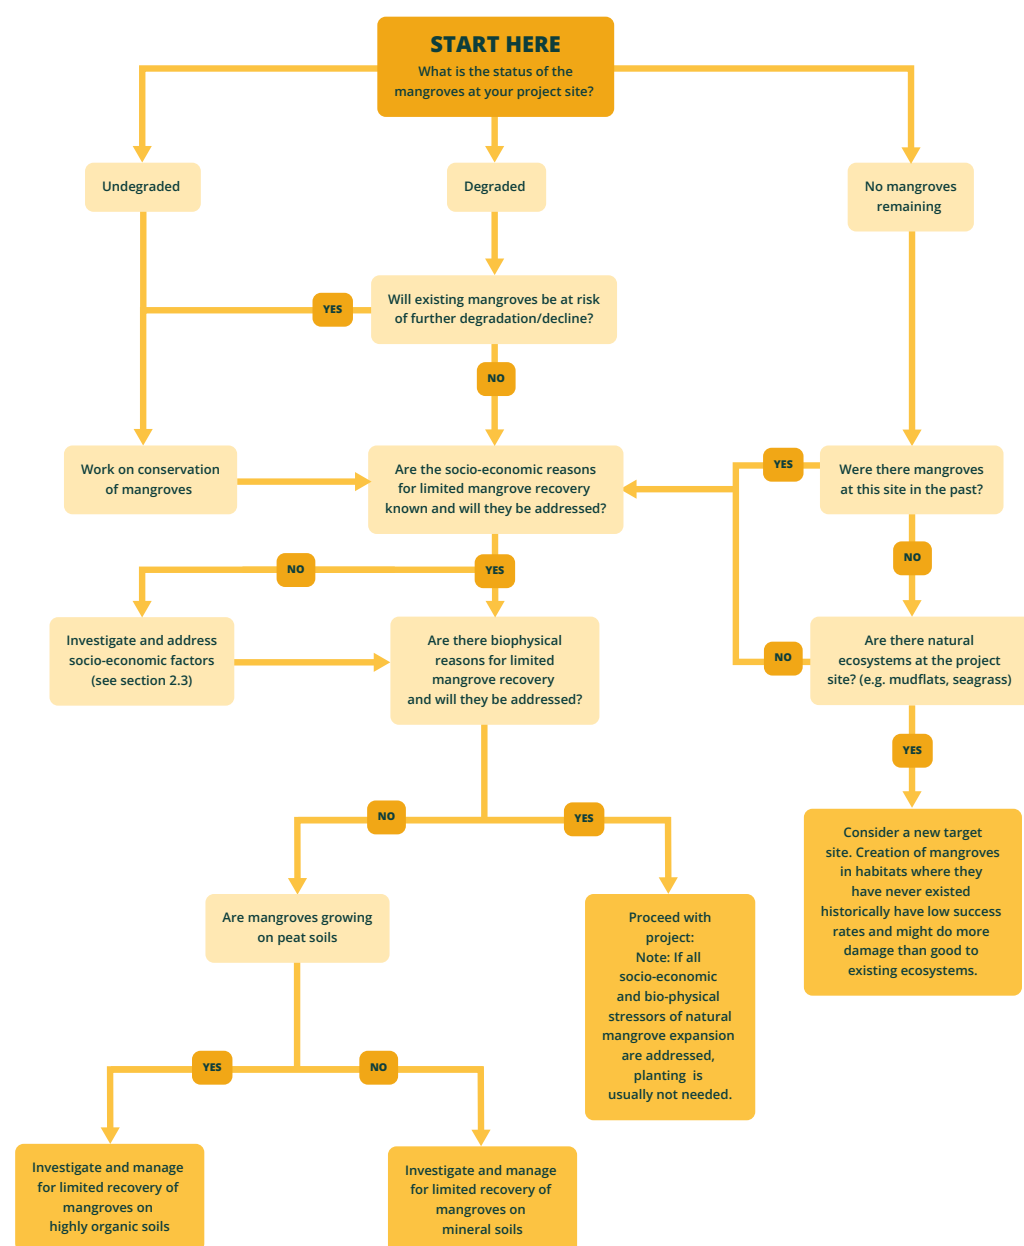 START HERE
What is the status of the
mangroves at your project site?
Undegraded
Degraded
No mangroves
remaining
Will existing mangroves be at risk
of further degradation/decline?
YES
NO
Work on conservation
of mangroves
Are the socio-economic reasons
for limited mangrove recovery
known and will they be addressed?
YES
Were there mangroves
at this site in the past?
NO
YES
NO
Investigate and address
socio-economic factors
(see section 2.3)
Are there biophysical
reasons for limited
mangrove recovery
and will they be addressed?
NO
Are there natural
ecosystems at the project
site? (e.g. mudflats, seagrass)
YES
NO
YES
Consider a new target
site. Creation of mangroves
in habitats where they
have never existed
historically have low success
rates and might do more
damage than good to
existing ecosystems.
Are mangroves growing
on peat soils
Proceed with
project:
Note: If all
socio-economic
and bio-physical
stressors of natural
mangrove expansion
are addressed,
planting is
usually not needed.
YES
NO
Investigate and manage
for limited recovery of
mangroves on
highly organic soils
Investigate and manage
for limited recovery of
mangroves on
mineral soils